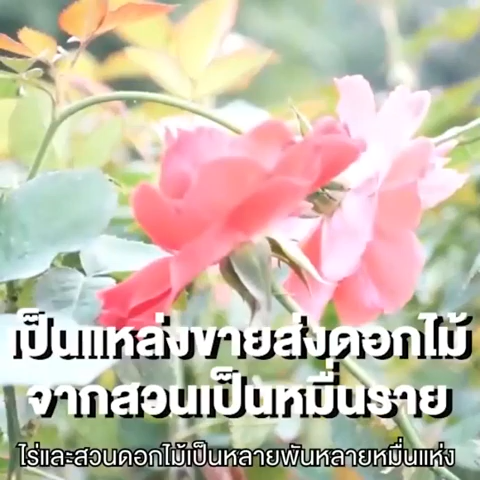 เป็นแหล่งขายส่งดอกไม้
จากสวนเป็นหมื่นราย
ไร่และสวนดอกไม้เป็นหลายพันหลายหมื่นแห่ง